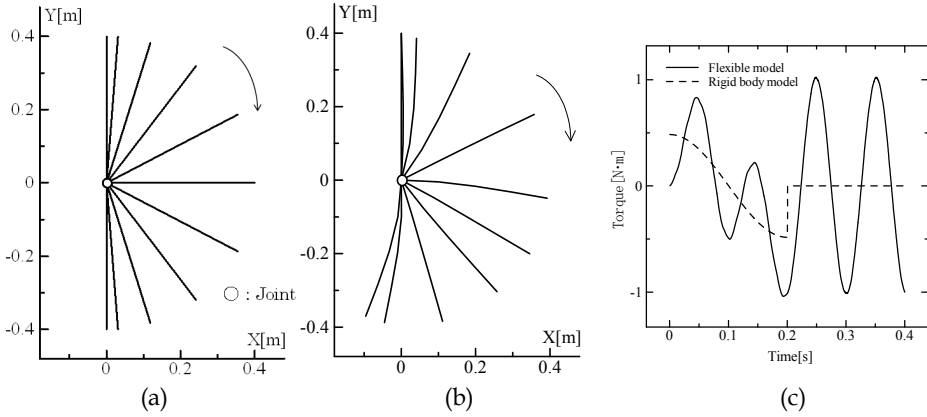 Y[m]
0.4
0.2
0
-0.2
-0.4
○ : Joint
X[m]
0 0.2 0.4
(a)
Y[m]
0.4
0.2
0
-0.2
-0.4
X[m]
0 0.2 0.4
(b)
Flexible model
Rigid body model
Torque[N·m]
1
0
-1
0 0.1 0.2 0.3 0.4
Time[s]
(c)